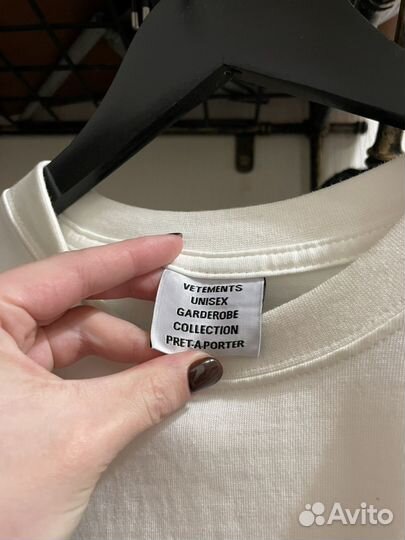 VETEMENTS
UNISEX
GARDEROBE
COLLECTION
PRET-A-PORTER
Avito